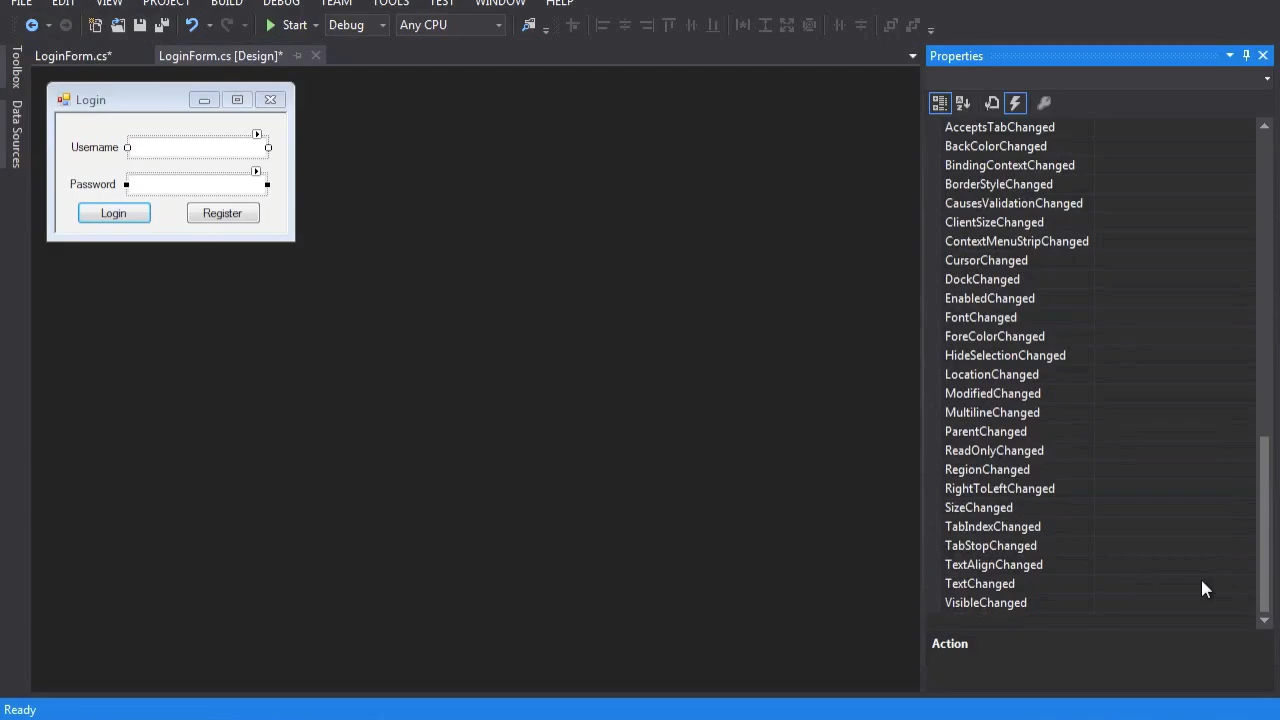 FILE EDIT VIEW PROJECT BUILD DEBUG TEAM TOOLS TEST WINDOW HELP
Start Debug Any CPU
LoginForm.cs* LoginForm.cs [Design]*
Toolbox
Data Sources
Login
Username
Password
Login Register
Properties
AcceptsTabChanged
BackColorChanged
BindingContextChanged
BorderStyleChanged
CausesValidationChanged
ClientSizeChanged
ContextMenuStripChanged
CursorChanged
DockChanged
EnabledChanged
FontChanged
ForeColorChanged
HideSelectionChanged
LocationChanged
ModifiedChanged
MultilineChanged
ParentChanged
ReadOnlyChanged
RegionChanged
RightToLeftChanged
SizeChanged
TabIndexChanged
TabStopChanged
TextAlignChanged
TextChanged
VisibleChanged
Action
Ready